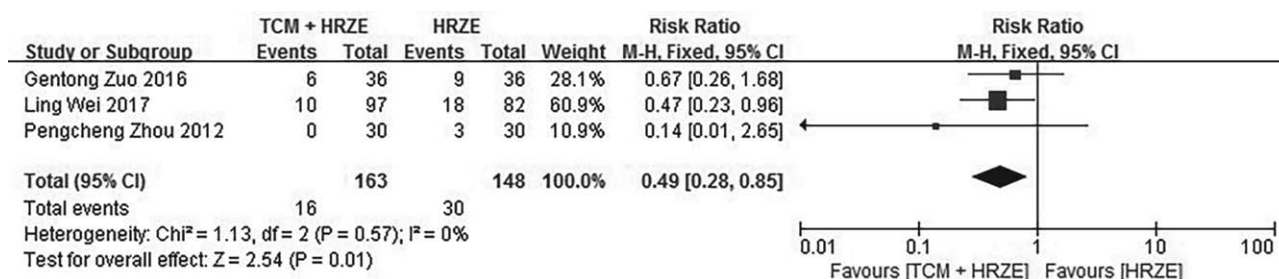 TCM + HRZE HRZE Risk Ratio Risk Ratio
Study or Subgroup Events Total Events Total Weight M-H, Fixed, 95% CI M-H, Fixed, 95% CI
Gentong Zuo 2016 6 36 9 36 28.1% 0.67 [0.26, 1.68]
Ling Wei 2017 10 97 18 82 60.9% 0.47 [0.23, 0.96]
Pengcheng Zhou 2012 0 30 3 30 10.9% 0.14 [0.01, 2.65]
Total (95% CI) 163 148 100.0% 0.49 [0.28, 0.85]
Total events 16 30
Heterogeneity: Chi² = 1.13, df = 2 (P = 0.57); I² = 0%
Test for overall effect: Z = 2.54 (P = 0.01)
0.01 0.1 1 10 100
Favours [TCM + HRZE] Favours [HRZE]